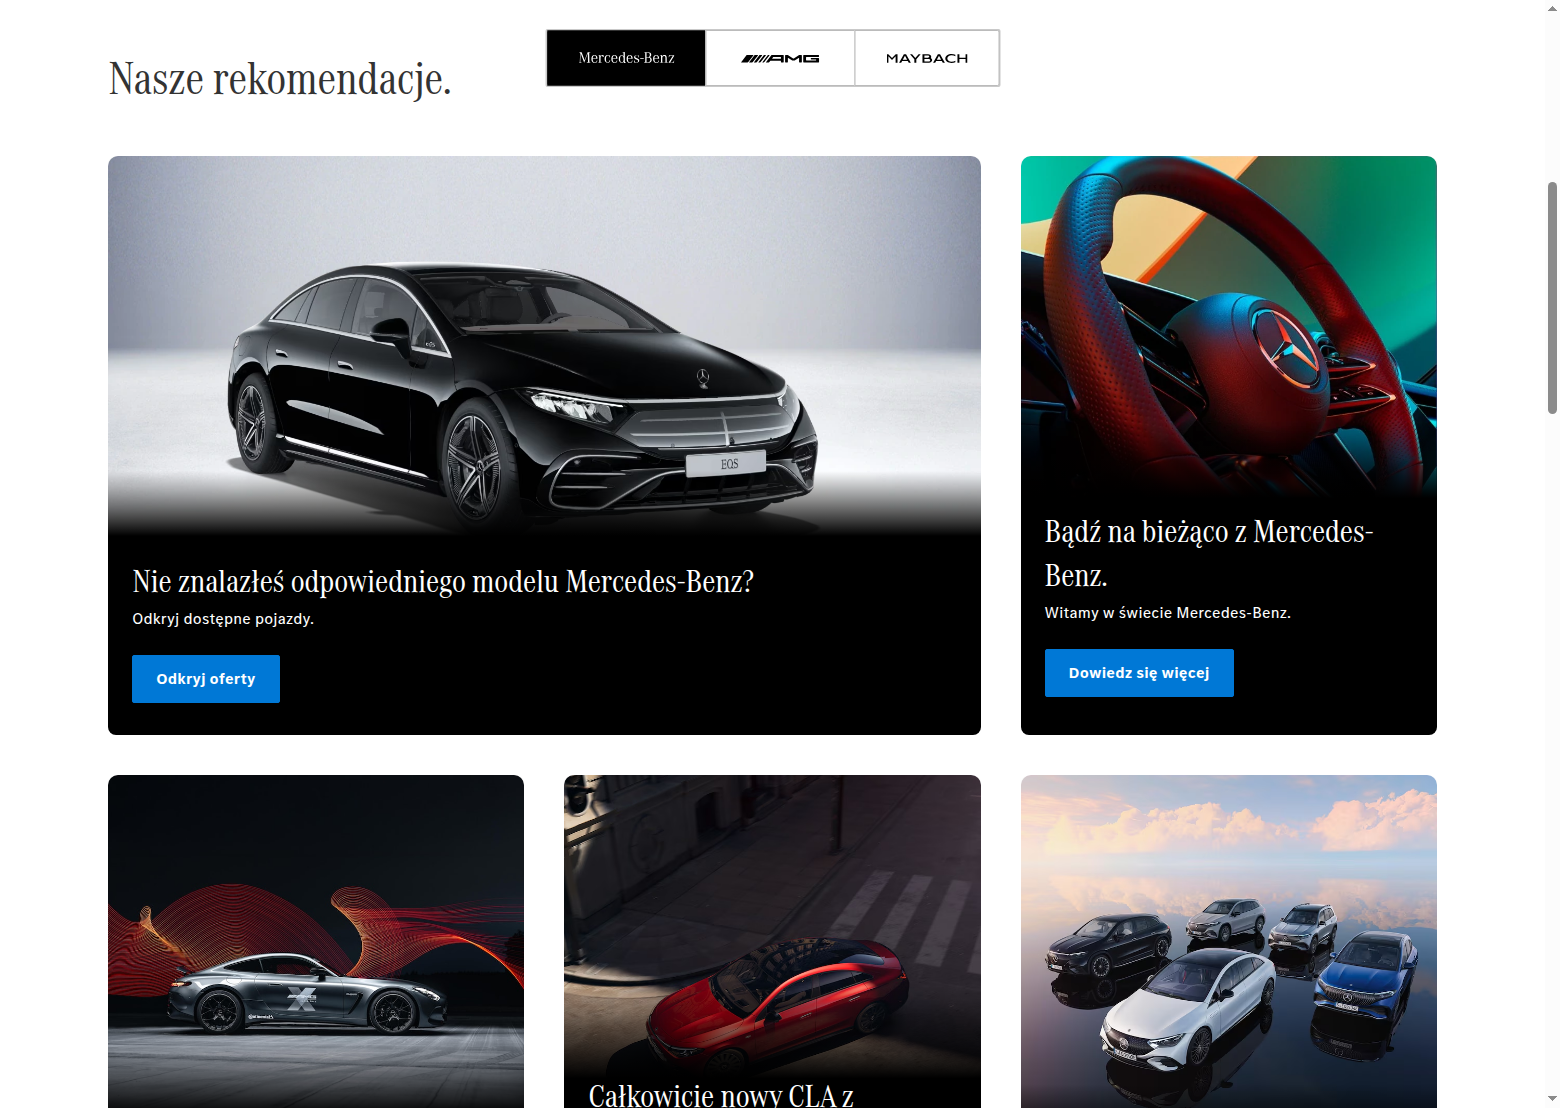 Nasze rekomendacje.
Mercedes-Benz
AMG
MAYBACH
EQS
Nie znalazłeś odpowiedniego modelu Mercedes-Benz?
Odkryj dostępne pojazdy.
Odkryj oferty
Bądź na bieżąco z Mercedes-
Benz.
Witamy w świecie Mercedes-Benz.
Dowiedz się więcej
X
Całkowicie nowy CLA z